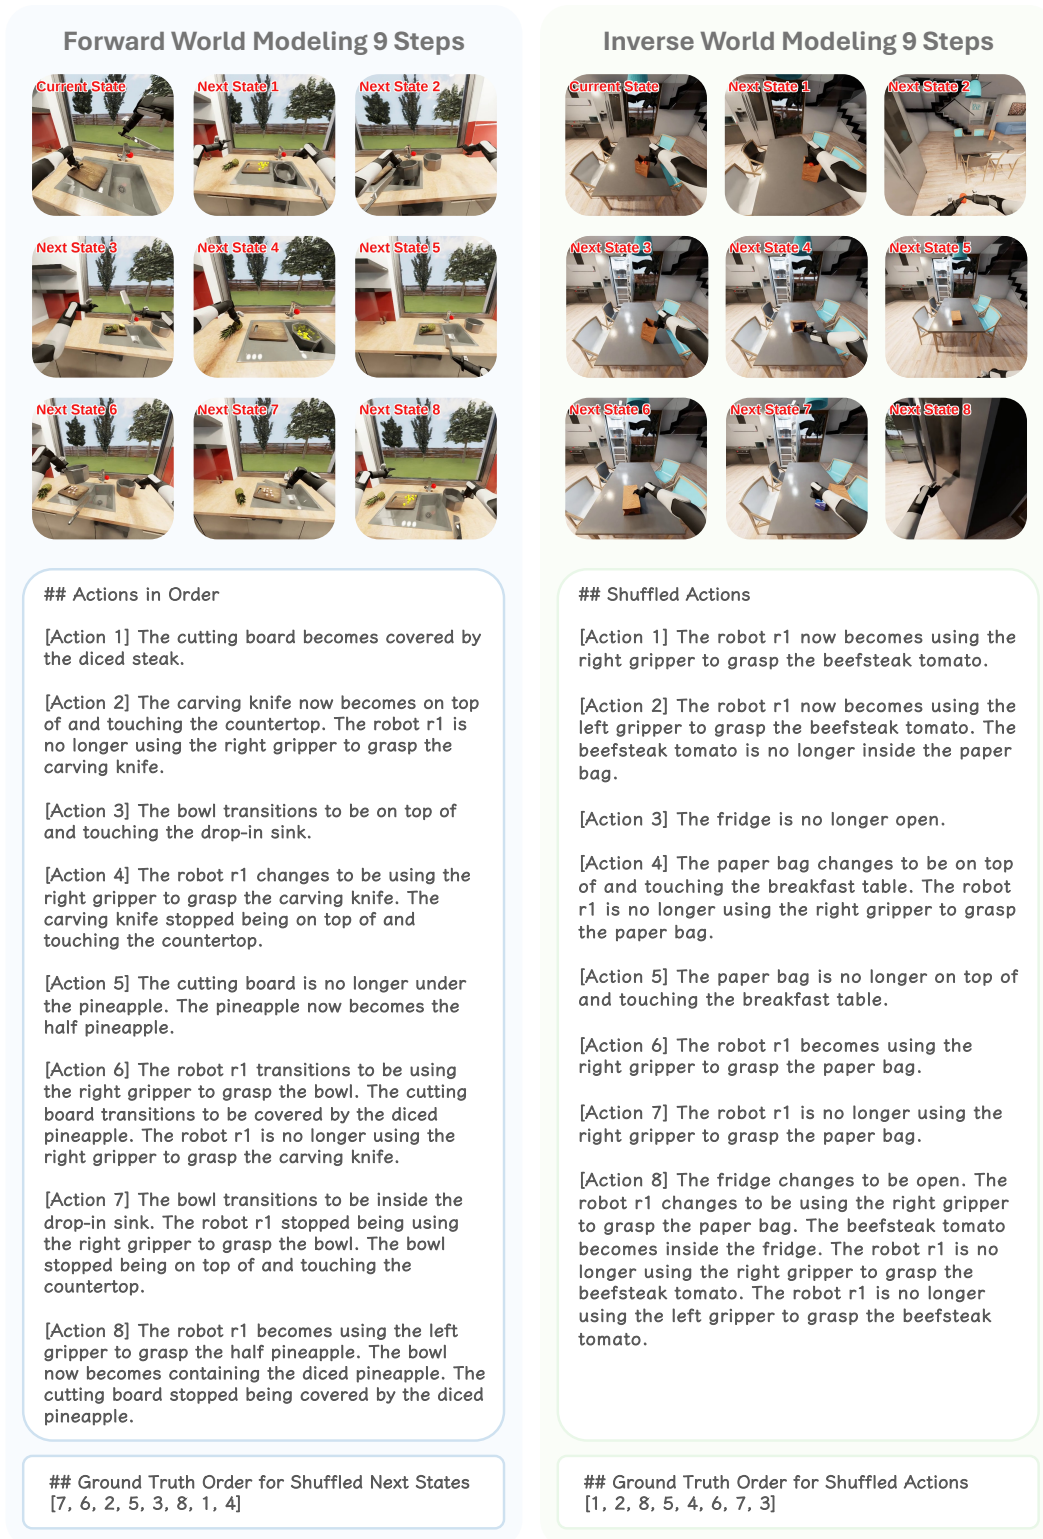 Forward World Modeling 9 Steps
Current State
Next State 1
Next State 2
Next State 3
Next State 4
Next State 5
Next State 6
Next State 7
Next State 8
## Actions in Order
[Action 1] The cutting board becomes covered by
the diced steak.
[Action 2] The carving knife now becomes on top
of and touching the countertop. The robot r1 is
no longer using the right gripper to grasp the
carving knife.
[Action 3] The bowl transitions to be on top of
and touching the drop-in sink.
[Action 4] The robot r1 changes to be using the
right gripper to grasp the carving knife. The
carving knife stopped being on top of and
touching the countertop.
[Action 5] The cutting board is no longer under
the pineapple. The pineapple now becomes the
half pineapple.
[Action 6] The robot r1 transitions to be using
the right gripper to grasp the bowl. The cutting
board transitions to be covered by the diced
pineapple. The robot r1 is no longer using the
right gripper to grasp the carving knife.
[Action 7] The bowl transitions to be inside the
drop-in sink. The robot r1 stopped being using
the right gripper to grasp the bowl. The bowl
stopped being on top of and touching the
countertop.
[Action 8] The robot r1 becomes using the left
gripper to grasp the half pineapple. The bowl
now becomes containing the diced pineapple. The
cutting board stopped being covered by the diced
pineapple.
## Ground Truth Order for Shuffled Next States
[7, 6, 2, 5, 3, 8, 1, 4]
Inverse World Modeling 9 Steps
Current State
Next State 1
Next State 2
Next State 3
Next State 4
Next State 5
Next State 6
Next State 7
Next State 8
## Shuffled Actions
[Action 1] The robot r1 now becomes using the
right gripper to grasp the beefsteak tomato.
[Action 2] The robot r1 now becomes using the
left gripper to grasp the beefsteak tomato. The
beefsteak tomato is no longer inside the paper
bag.
[Action 3] The fridge is no longer open.
[Action 4] The paper bag changes to be on top
of and touching the breakfast table. The robot
r1 is no longer using the right gripper to grasp
the paper bag.
[Action 5] The paper bag is no longer on top of
and touching the breakfast table.
[Action 6] The robot r1 becomes using the
right gripper to grasp the paper bag.
[Action 7] The robot r1 is no longer using the
right gripper to grasp the paper bag.
[Action 8] The fridge changes to be open. The
robot r1 changes to be using the right gripper
to grasp the paper bag. The beefsteak tomato
becomes inside the fridge. The robot r1 is no
longer using the right gripper to grasp the
beefsteak tomato. The robot r1 is no longer
using the left gripper to grasp the beefsteak
tomato.
## Ground Truth Order for Shuffled Actions
[1, 2, 8, 5, 4, 6, 7, 3]